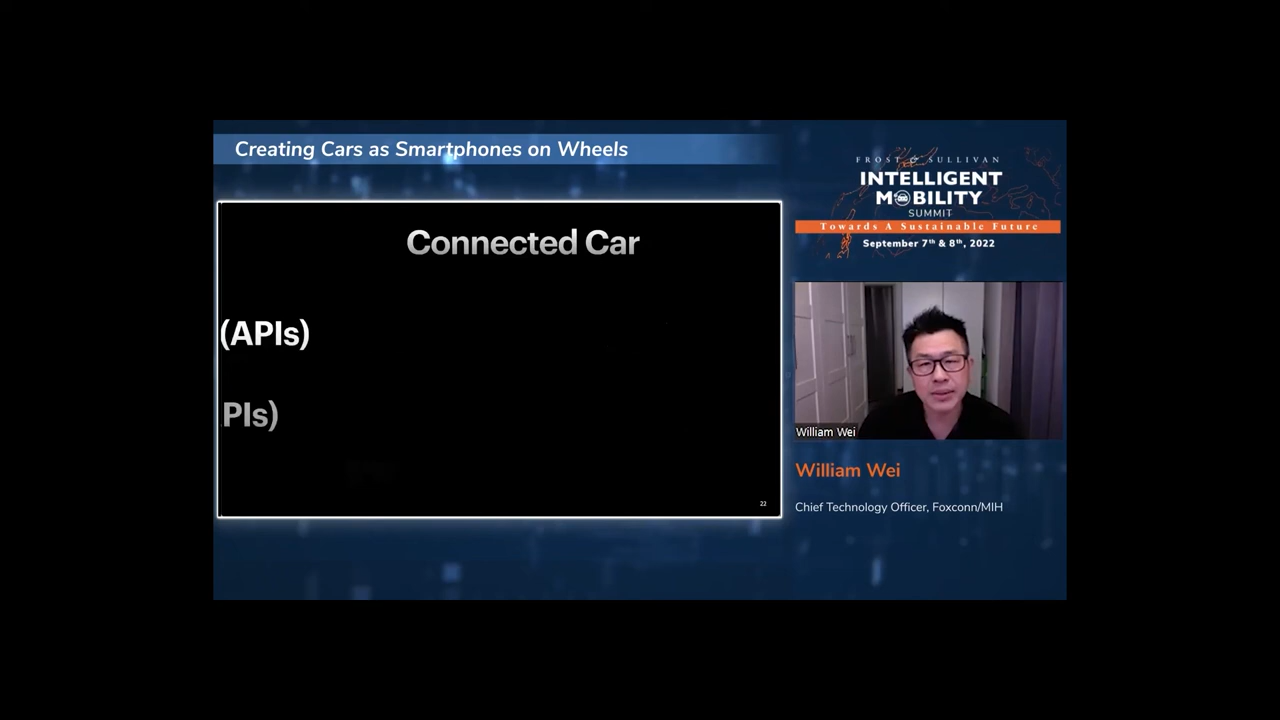 Creating Cars as Smartphones on Wheels
Connected Car
(APIs)
PIs)
22
FROST & SULLIVAN
INTELLIGENT
MOBILITY
SUMMIT
Towards A Sustainable Future
September 7th & 8th, 2022
William Wei
William Wei
Chief Technology Officer, Foxconn/MIH